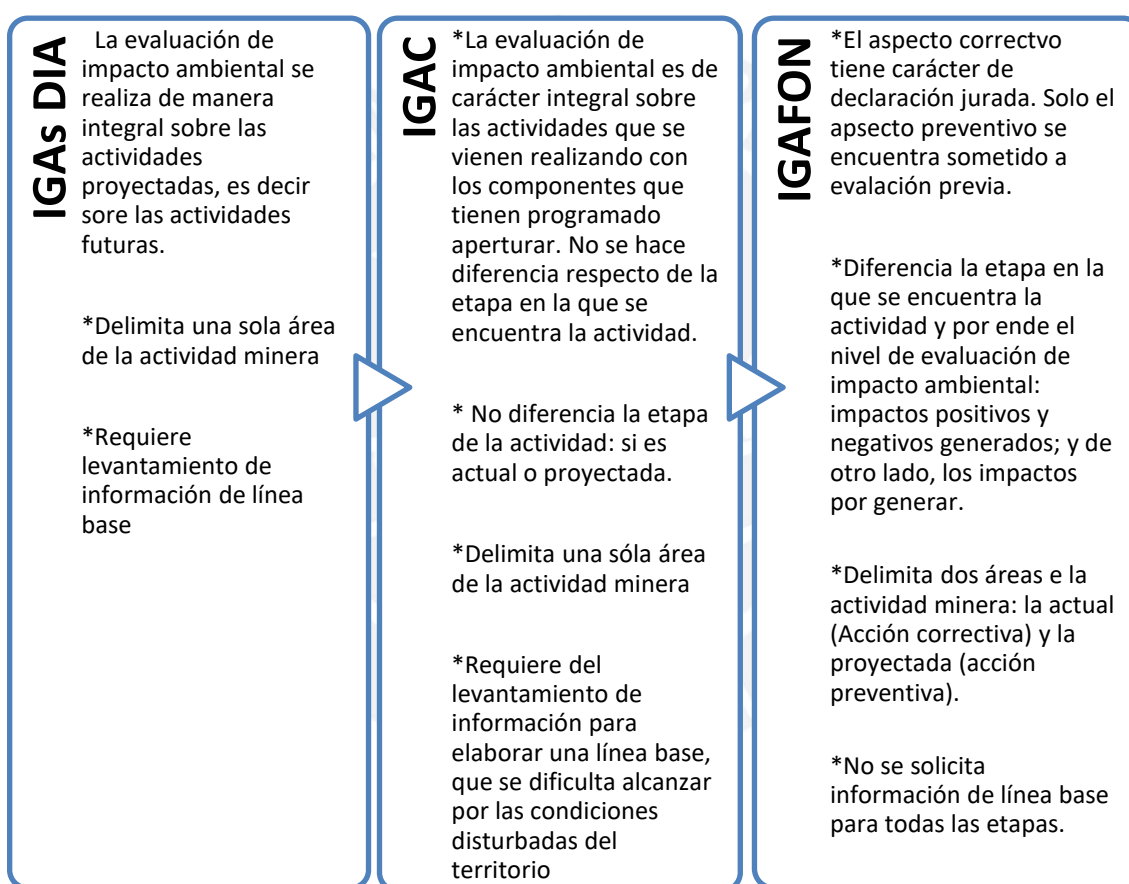 IGAs DIA
La evaluación de
impacto ambiental se
realiza de manera
integral sobre las
actividades
proyectadas, es decir
sore las actividades
futuras.
*Delimita una sola área
de la actividad minera
*Requiere
levantamiento de
información de línea
base
IGAC
*La evaluación de
impacto ambiental es de
carácter integral sobre
las actividades que se
vienen realizando con
los componentes que
tienen programado
aperturar. No se hace
diferencia respecto de la
etapa en la que se
encuentra la actividad.
* No diferencia la etapa
de la actividad: si es
actual o proyectada.
*Delimita una sóla área
de la actividad minera
*Requiere del
levantamiento de
información para
elaborar una línea base,
que se dificulta alcanzar
por las condiciones
disturbadas del
territorio
IGAFON
*El aspecto correctvo
tiene carácter de
declaración jurada. Solo el
apsecto preventivo se
encuentra sometido a
evalación previa.
*Diferencia la etapa en la
que se encuentra la
actividad y por ende el
nivel de evaluación de
impacto ambiental:
impactos positivos y
negativos generados; y de
otro lado, los impactos
por generar.
*Delimita dos áreas e la
actividad minera: la actual
(Acción correctiva) y la
proyectada (acción
preventiva).
*No se solicita
información de línea base
para todas las etapas.